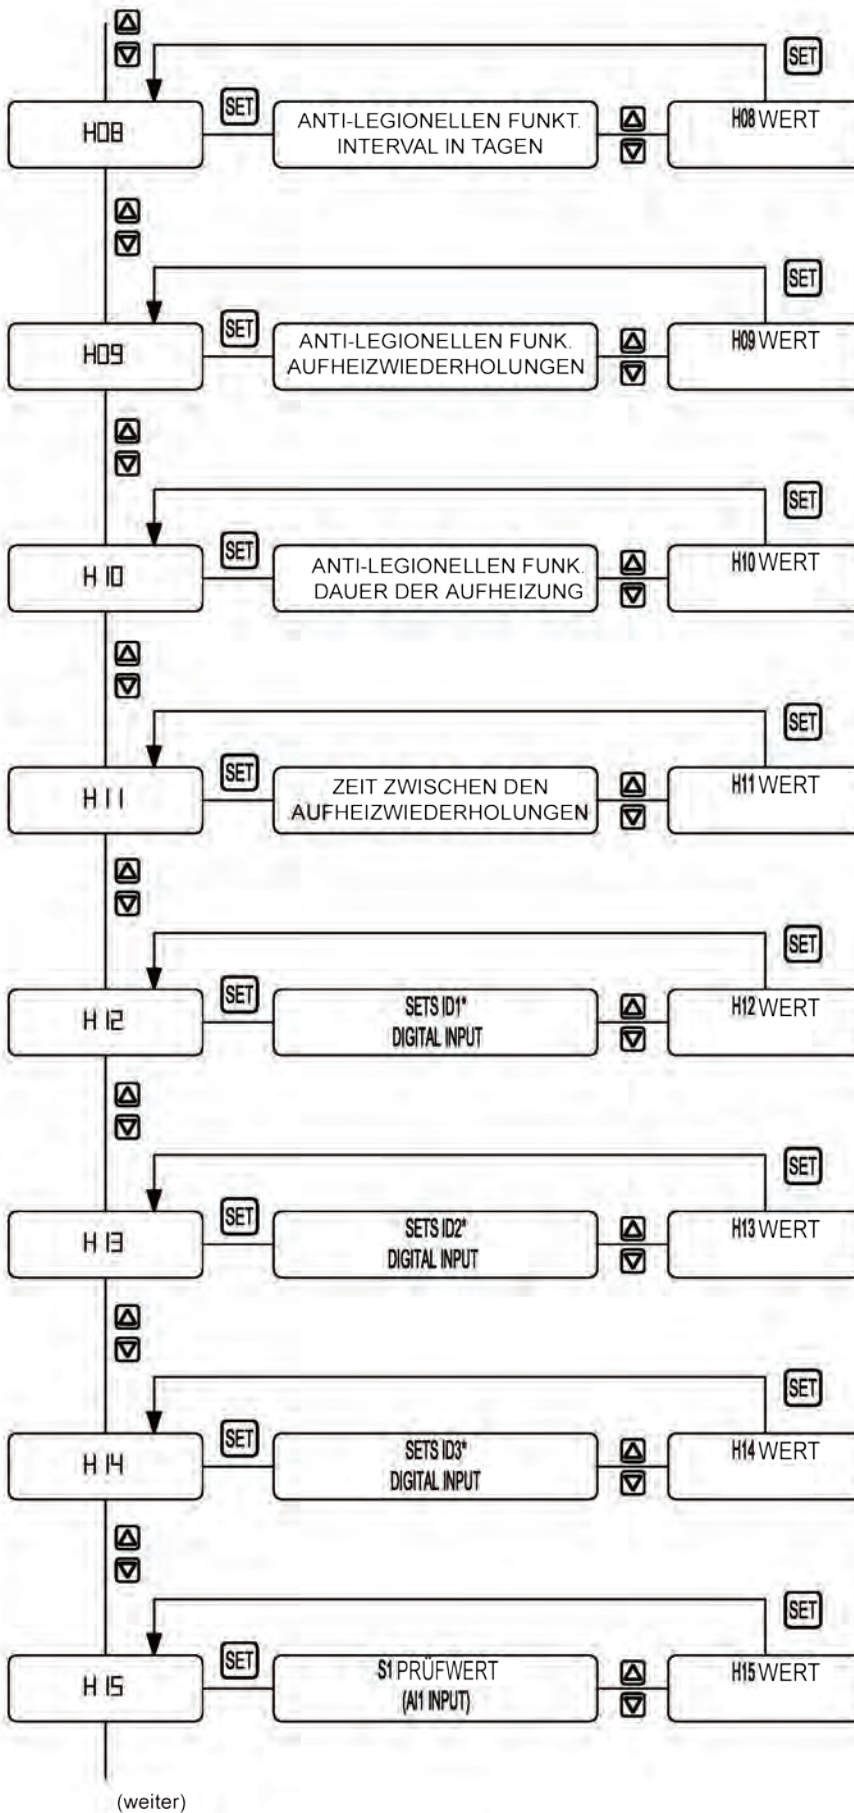 SET
SET
H08
ANTI-LEGIONELLEN FUNKT.
INTERVAL IN TAGEN
H08 WERT
SET
SET
H09
ANTI-LEGIONELLEN FUNK.
AUFHEIZWIEDERHOLUNGEN
H09 WERT
SET
SET
H10
ANTI-LEGIONELLEN FUNK.
DAUER DER AUFHEIZUNG
H10 WERT
SET
SET
H11
ZEIT ZWISCHEN DEN
AUFHEIZWIEDERHOLUNGEN
H11 WERT
SET
SET
H12
SETS ID1*
DIGITAL INPUT
H12 WERT
SET
SET
H13
SETS ID2*
DIGITAL INPUT
H13 WERT
SET
SET
H14
SETS ID3*
DIGITAL INPUT
H14 WERT
SET
SET
H15
S1 PRÜFWERT
(AI1 INPUT)
H15 WERT
(weiter)